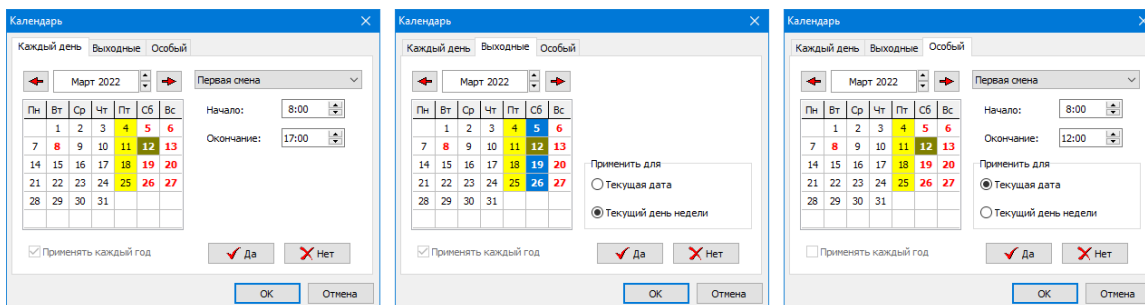 Календарь
Каждый день Выходные Особый
Март 2022 Первая смена
Пн Вт Ср Чт Пт Сб Вс
1 2 3 4 5 6
7 8 9 10 11 12 13
14 15 16 17 18 19 20
21 22 23 24 25 26 27
28 29 30 31
Начало: 8:00
Окончание: 17:00
Применять каждый год
Да Нет
OK Отмена
Календарь
Каждый день Выходные Особый
Март 2022
Пн Вт Ср Чт Пт Сб Вс
1 2 3 4 5 6
7 8 9 10 11 12 13
14 15 16 17 18 19 20
21 22 23 24 25 26 27
28 29 30 31
Применить для
Текущая дата
Текущий день недели
Применять каждый год
Да Нет
OK Отмена
Календарь
Каждый день Выходные Особый
Март 2022 Первая смена
Пн Вт Ср Чт Пт Сб Вс
1 2 3 4 5 6
7 8 9 10 11 12 13
14 15 16 17 18 19 20
21 22 23 24 25 26 27
28 29 30 31
Начало: 8:00
Окончание: 12:00
Применить для
Текущая дата
Текущий день недели
Применять каждый год
Да Нет
OK Отмена